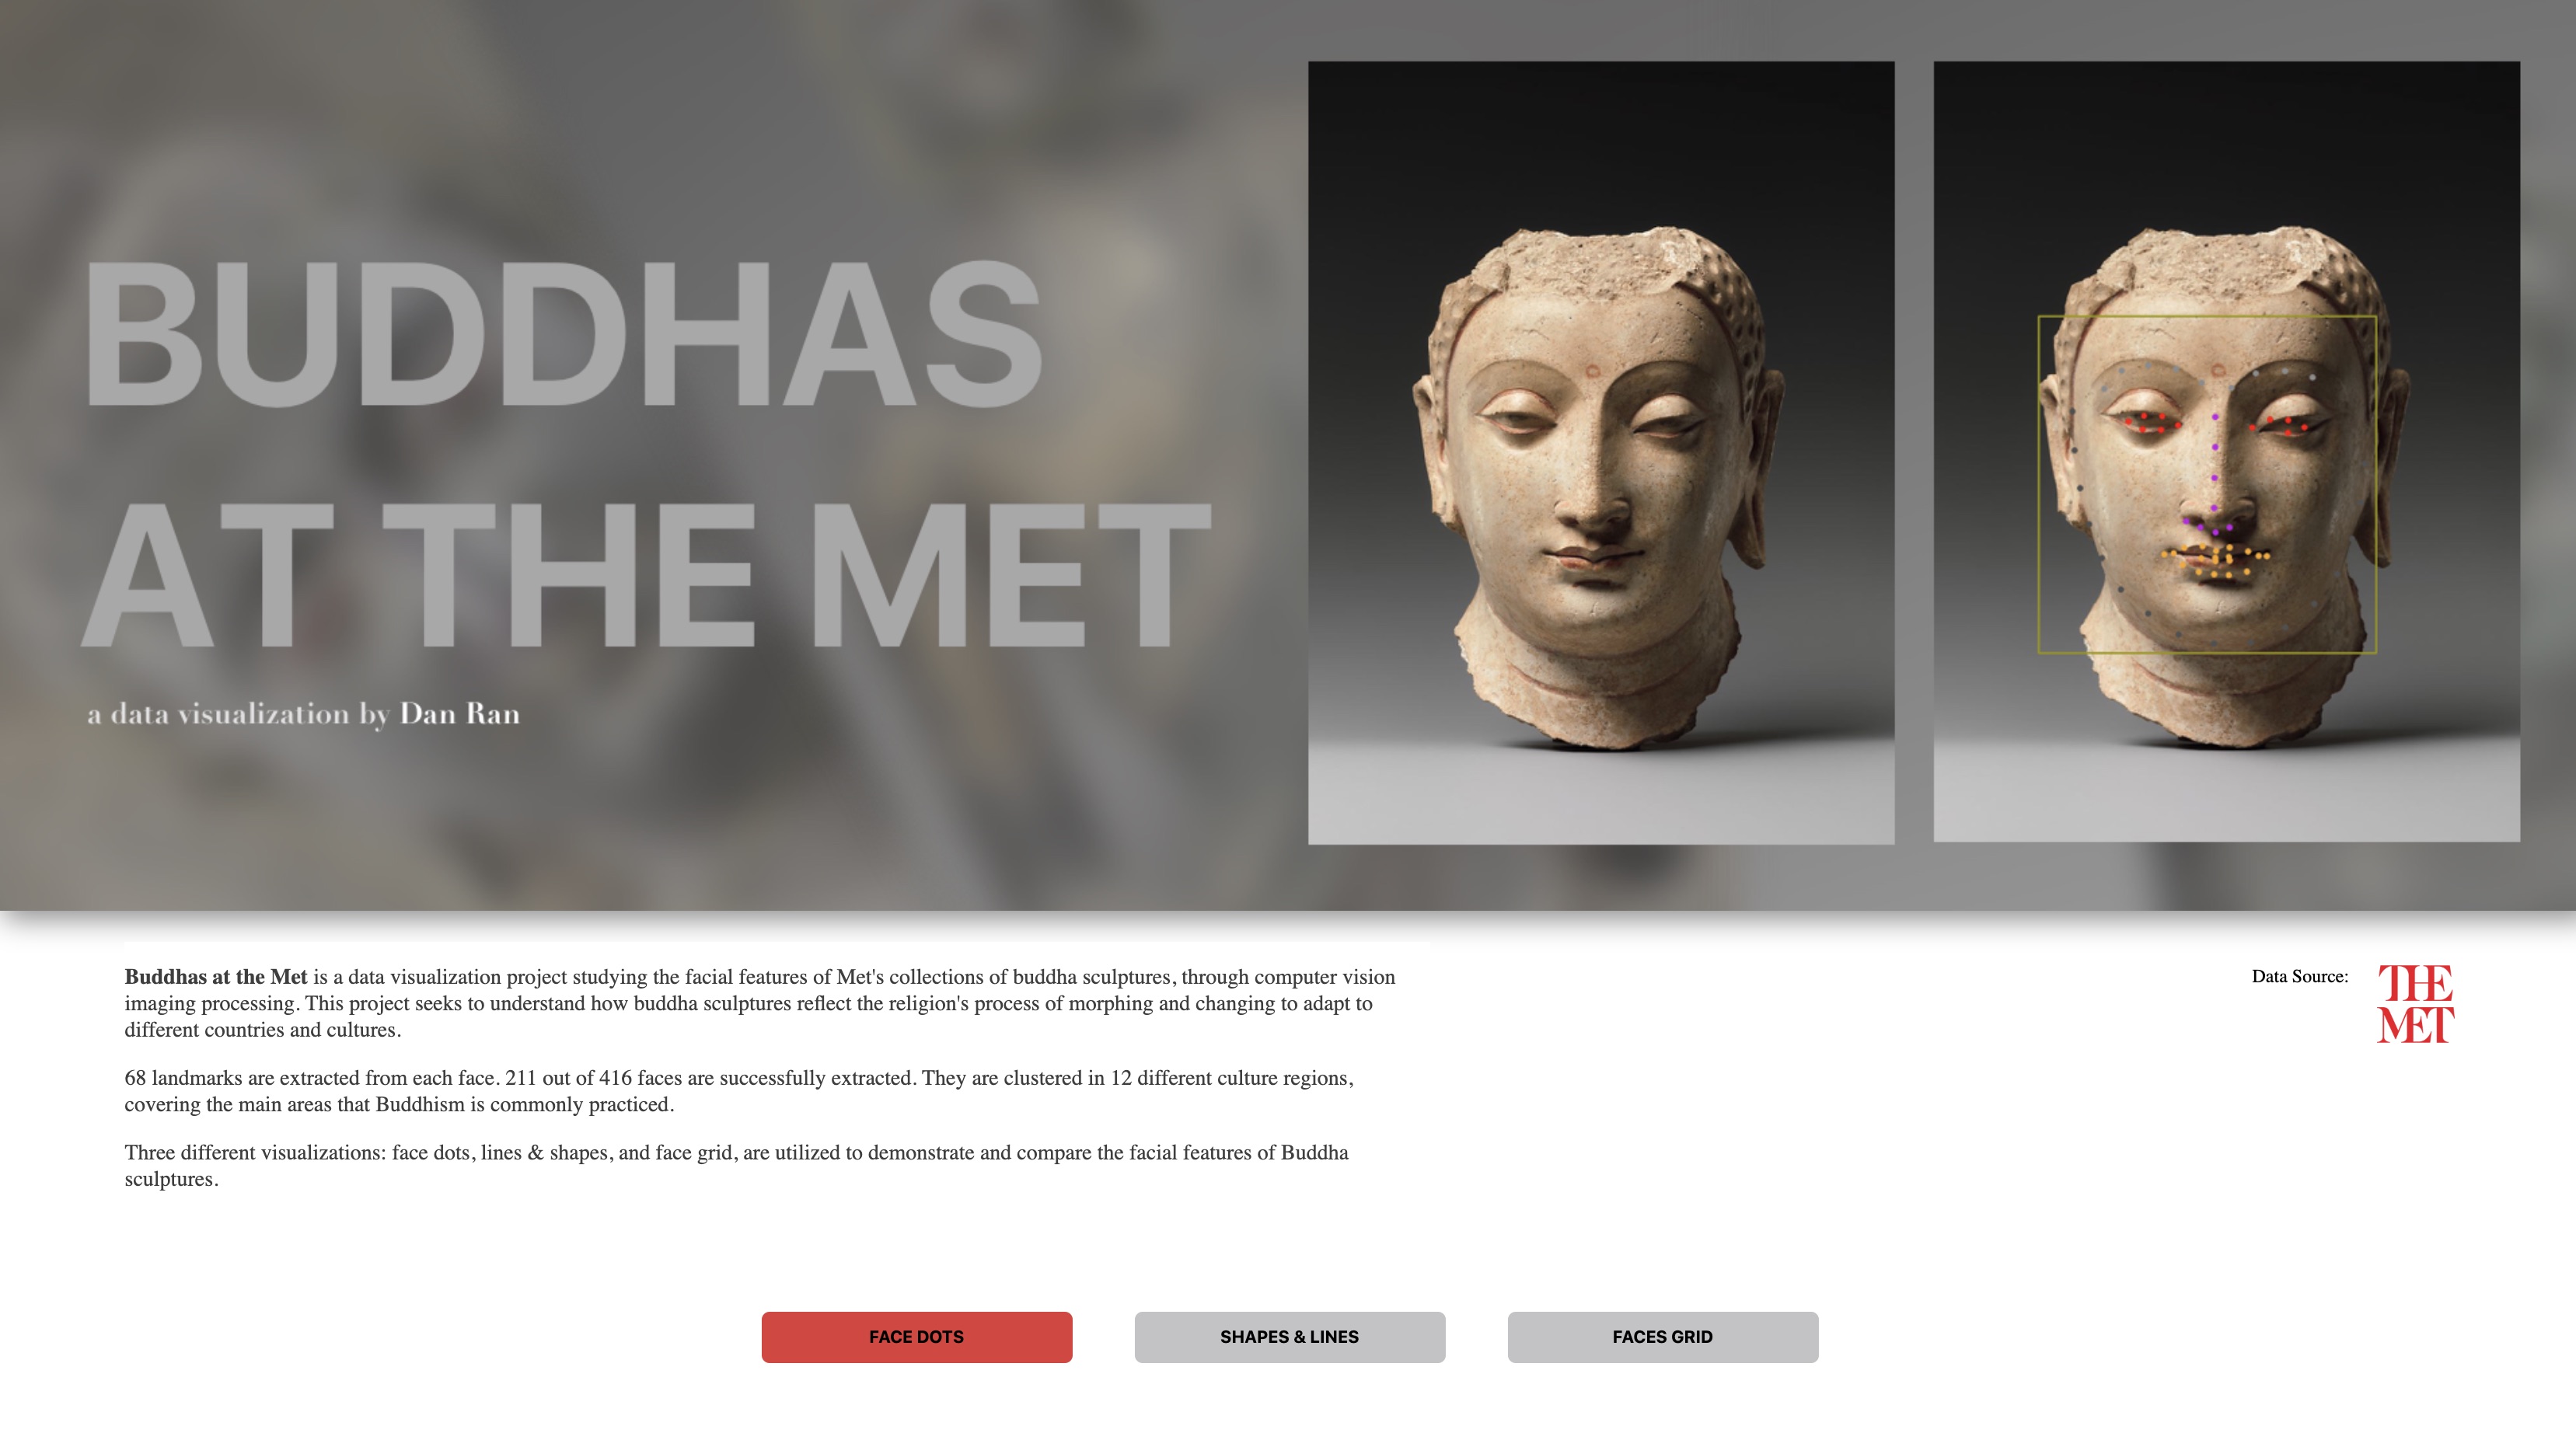 BUDDHAS
AT THE MET
a data visualization by Dan Ran
Buddhas at the Met is a data visualization project studying the facial features of Met's collections of buddha sculptures, through computer vision
imaging processing. This project seeks to understand how buddha sculptures reflect the religion's process of morphing and changing to adapt to
different countries and cultures.
68 landmarks are extracted from each face. 211 out of 416 faces are successfully extracted. They are clustered in 12 different culture regions,
covering the main areas that Buddhism is commonly practiced.
Three different visualizations: face dots, lines & shapes, and face grid, are utilized to demonstrate and compare the facial features of Buddha
sculptures.
Data Source:
THE
MET
FACE DOTS
SHAPES & LINES
FACES GRID